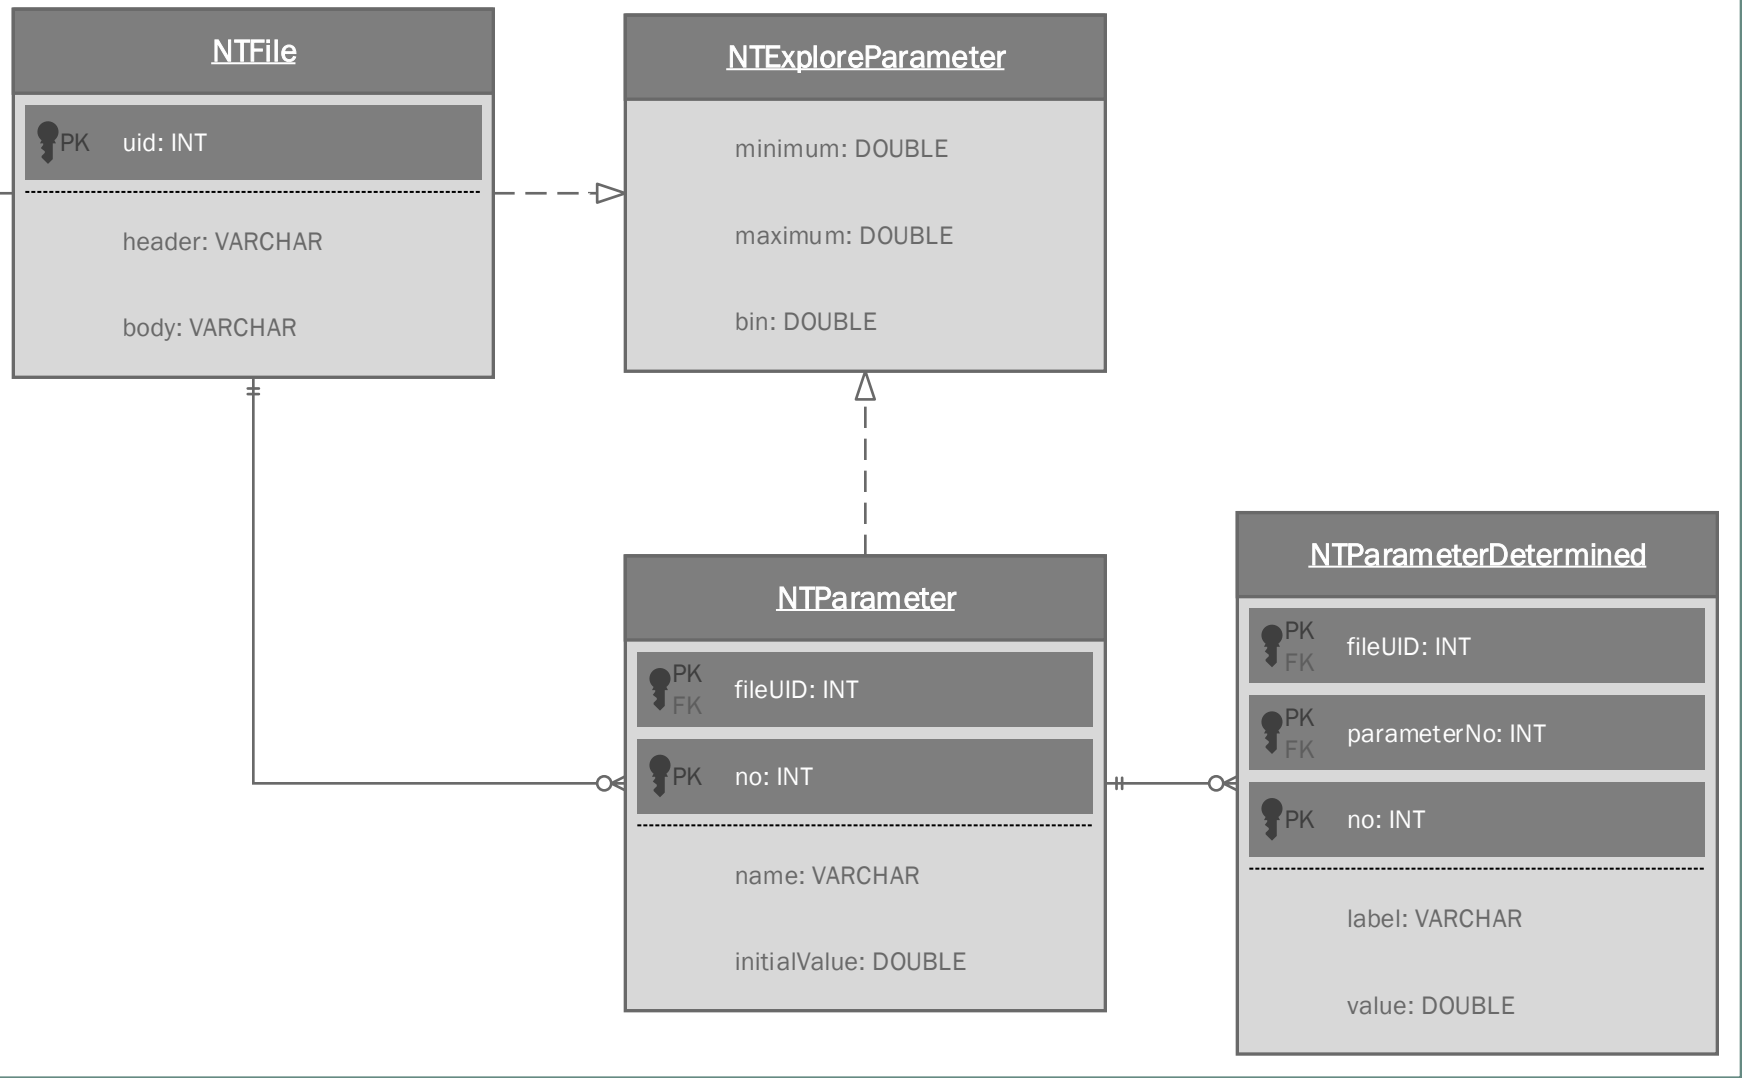 NTFile
PK uid: INT
header: VARCHAR
body: VARCHAR
NTExploreParameter
minimum: DOUBLE
maximum: DOUBLE
bin: DOUBLE
NTParameter
PK
FK
fileUID: INT
PK no: INT
name: VARCHAR
initialValue: DOUBLE
NTParameterDetermined
PK
FK
fileUID: INT
PK
FK
parameterNo: INT
PK no: INT
label: VARCHAR
value: DOUBLE